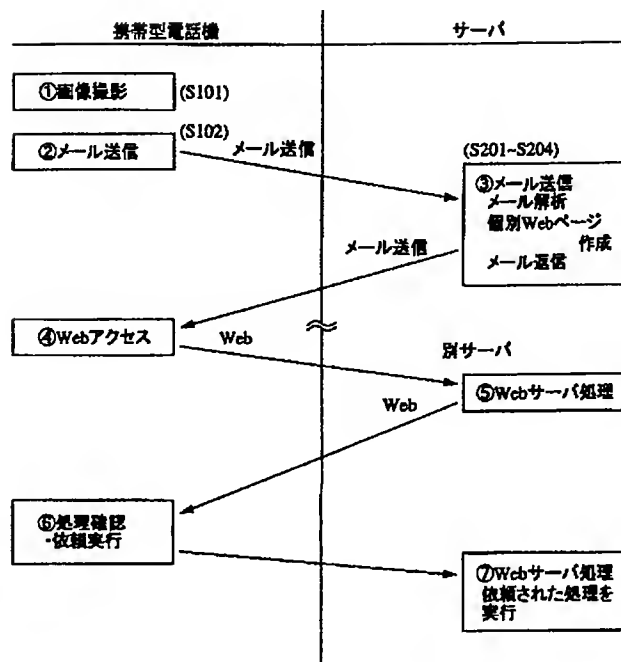 携帯型電話機
サーバ
①画像撮影
(S101)
(S102)
②メール送信
メール送信
(S201~S204)
③メール送信
メール解析
個別Webページ
作成
メール返信
メール送信
④Webアクセス
Web
別サーバ
⑤Webサーバ処理
Web
⑥処理確認
・依頼実行
⑦Webサーバ処理
依頼された処理を
実行